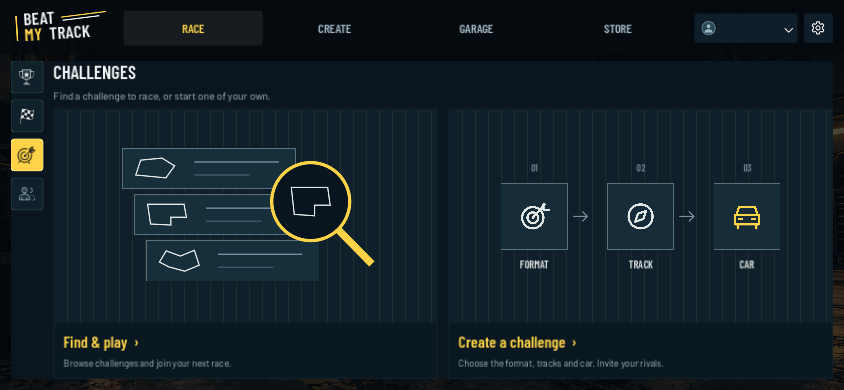 BEAT
MY TRACK
RACE
CREATE
GARAGE
STORE
CHALLENGES
Find a challenge to race, or start one of your own.
01
02
03
FORMAT
TRACK
CAR
Find & play ›
Browse challenges and join your next race.
Create a challenge ›
Choose the format, tracks and car. Invite your rivals.